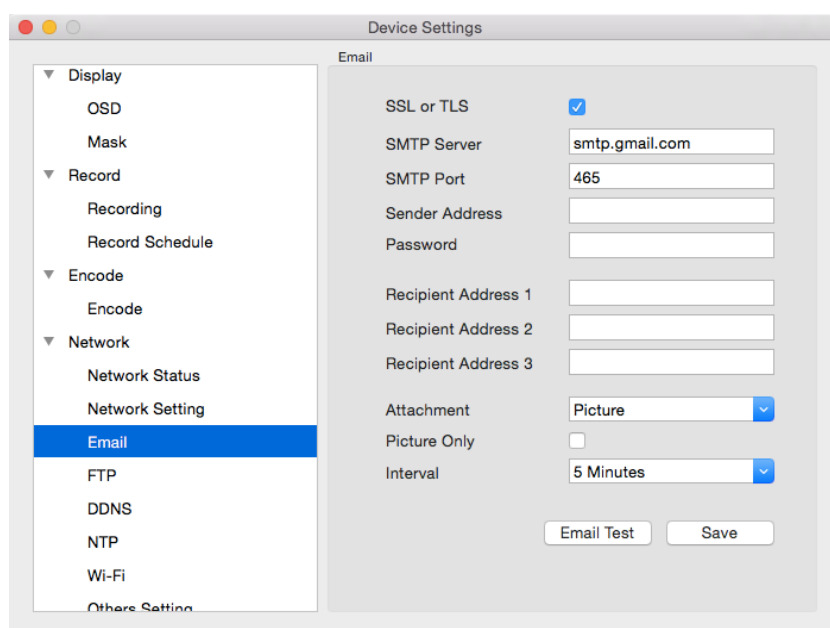 Device Settings
Display
OSD
Mask
Record
Recording
Record Schedule
Encode
Encode
Network
Network Status
Network Setting
Email
FTP
DDNS
NTP
Wi-Fi
Others Setting
Email
SSL or TLS
SMTP Server smtp.gmail.com
SMTP Port 465
Sender Address
Password
Recipient Address 1
Recipient Address 2
Recipient Address 3
Attachment Picture
Picture Only
Interval 5 Minutes
Email Test Save